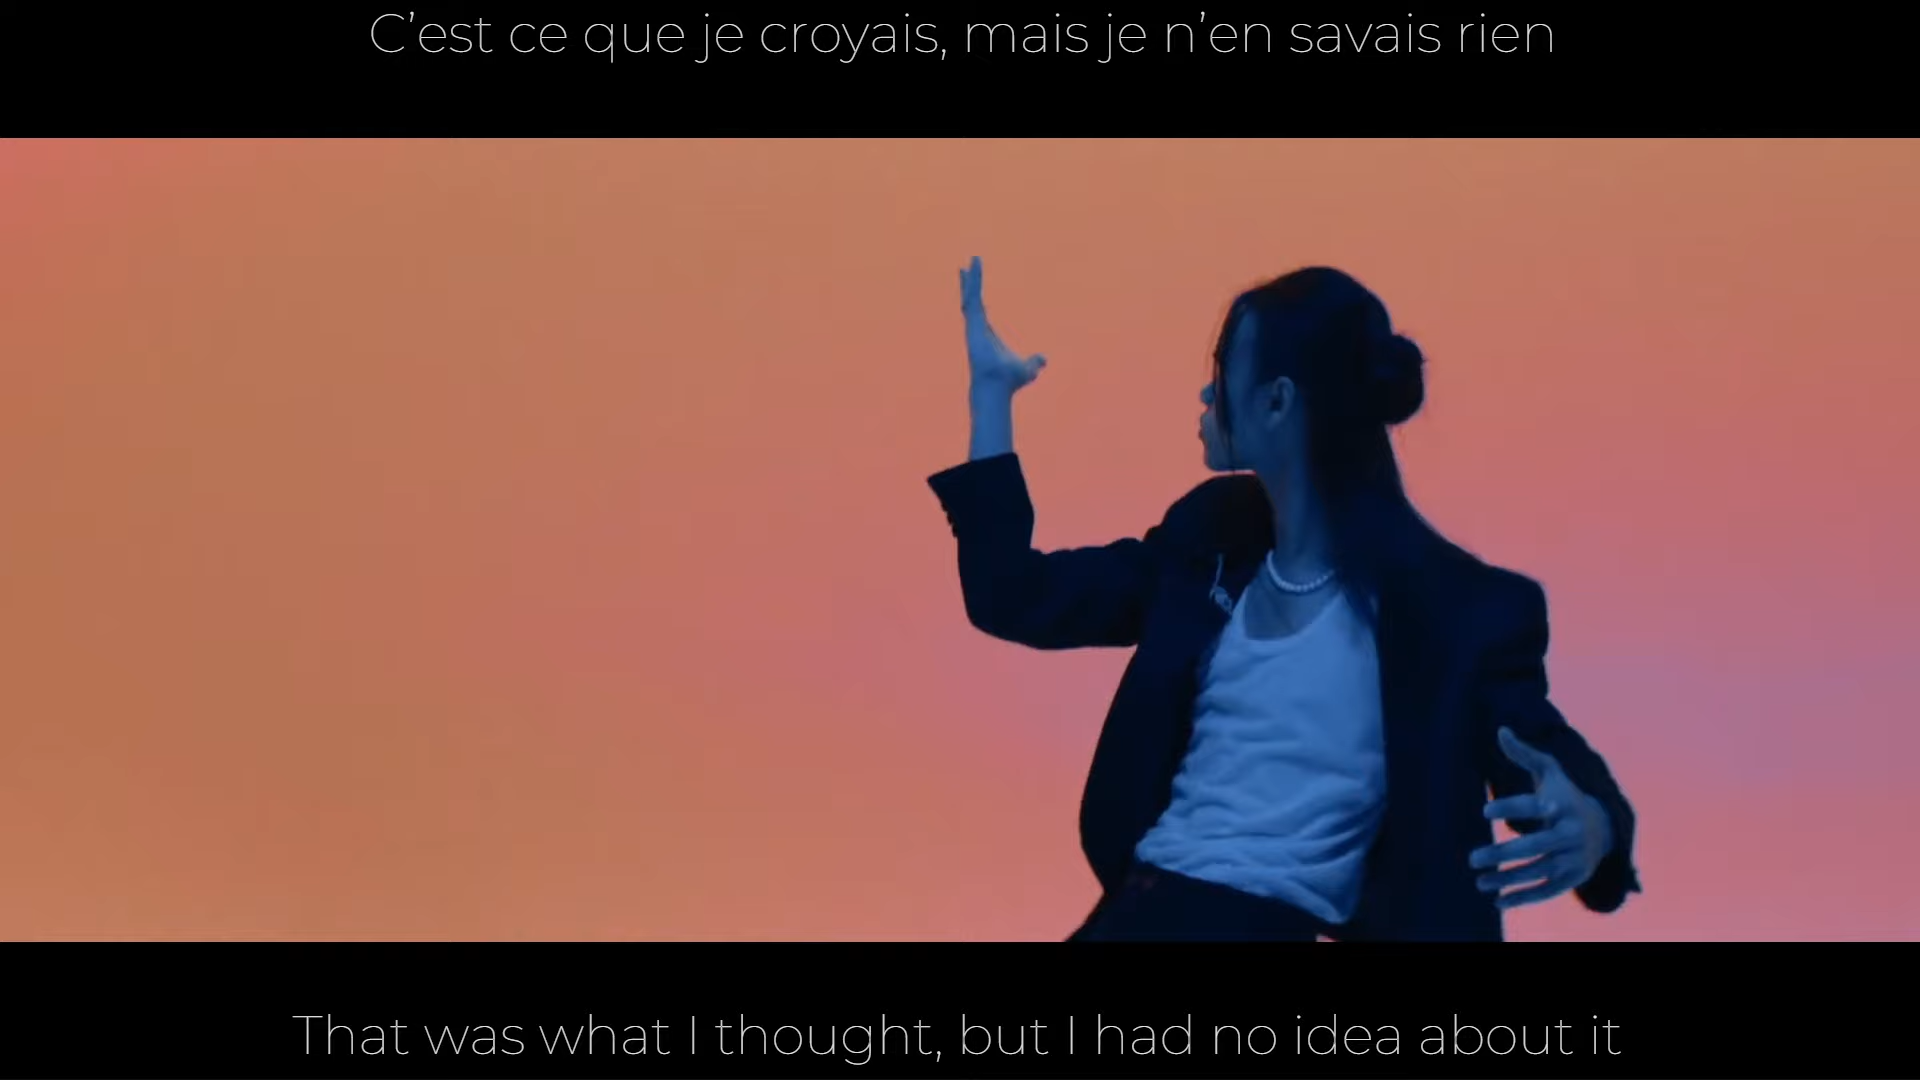 C’est ce que je croyais, mais je n’en savais rien
That was what I thought, but I had no idea about it